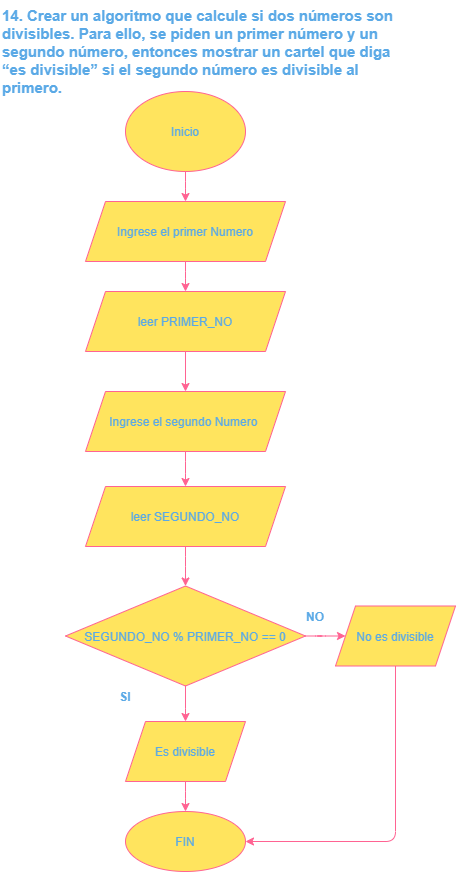 14. Crear un algoritmo que calcule si dos números son
divisibles. Para ello, se piden un primer número y un
segundo número, entonces mostrar un cartel que diga
“es divisible” si el segundo número es divisible al
primero.
Inicio
Ingrese el primer Numero
leer PRIMER_NO
Ingrese el segundo Numero
leer SEGUNDO_NO
SEGUNDO_NO % PRIMER_NO == 0
NO
No es divisible
SI
Es divisible
FIN